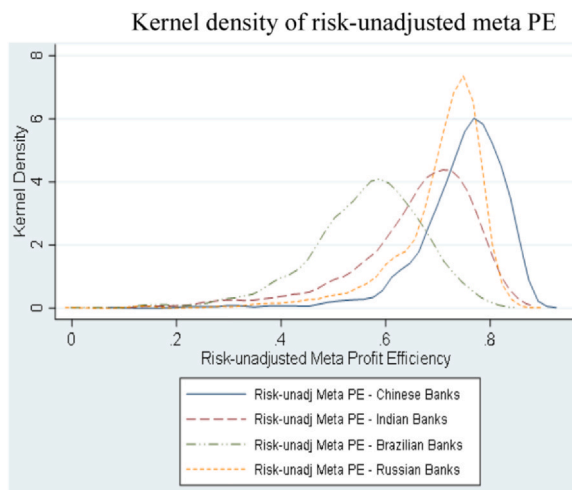 Kernel density of risk-unadjusted meta PE
8
6
4
2
0
Kernel Density
0 .2 .4 .6 .8
Risk-unadjusted Meta Profit Efficiency
Risk-unadj Meta PE - Chinese Banks
Risk-unadj Meta PE - Indian Banks
Risk-unadj Meta PE - Brazilian Banks
Risk-unadj Meta PE - Russian Banks